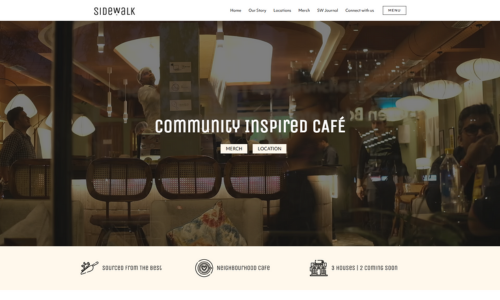 SIDEWALK
Home Our Story Locations Merch SW Journal Connect with us MENU
Community Inspired Café
MERCH LOCATION
Sourced from the best Neighbourhood Cafe 3 Houses | 2 Coming Soon